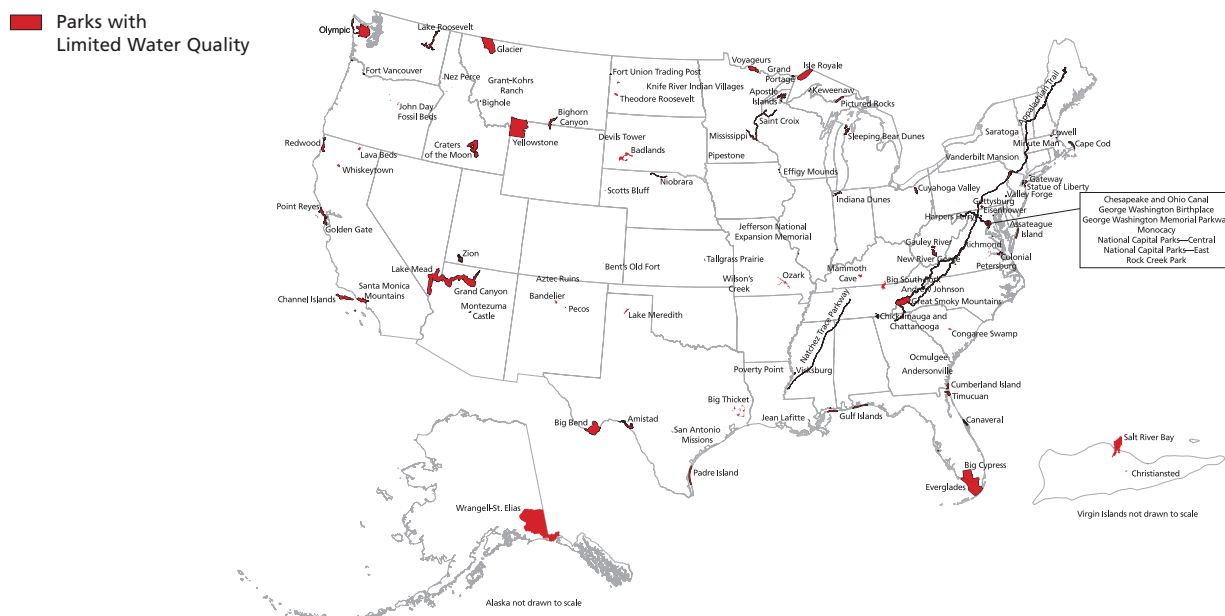 Parks with
Limited Water Quality
Olympic
Lake Roosevelt
Glacier
Fort Vancouver
Nez Perce
Grant-Kohrs
Ranch
Bighole
John Day
Fossil Beds
Bighorn
Canyon
Yellowstone
Redwood
Lava Beds
Whiskeytown
Craters
of the Moon
Fort Union Trading Post
Knife River Indian Villages
Theodore Roosevelt
Devils Tower
Badlands
Pipestone
Niobrara
Scotts Bluff
Voyageurs
Grand
Portage
Isle Royale
Apostle
Islands
Keweenaw
Pictured Rocks
Saint Croix
Mississippi
Sleeping Bear Dunes
Effigy Mounds
Indiana Dunes
Cuyahoga Valley
Appalachian Trail
Saratoga
Lowell
Minute Man
Cape Cod
Vanderbilt Mansion
Gateway
Statue of Liberty
Valley Forge
Gettysburg
Eisenhower
Harpers Ferry
Assateague
Island
Chesapeake and Ohio Canal
George Washington Birthplace
George Washington Memorial Parkwa
Monocacy
National Capital Parks—Central
National Capital Parks—East
Rock Creek Park
Point Reyes
Golden Gate
Zion
Lake Mead
Grand Canyon
Santa Monica
Mountains
Channel Islands
Montezuma
Castle
Aztec Ruins
Bandelier
Pecos
Bent's Old Fort
Lake Meredith
Jefferson National
Expansion Memorial
Tallgrass Prairie
Wilson's
Creek
Ozark
Mammoth
Cave
Gauley River
New River Gorge
Richmond
Colonial
Petersburg
Big South Fork
Andrew Johnson
Great Smoky Mountains
Chickamauga and
Chattanooga
Congaree Swamp
Natchez Trace Parkway
Vicksburg
Poverty Point
Ocmulgee
Andersonville
Cumberland Island
Timucuan
Canaveral
Big Thicket
Jean Lafitte
Gulf Islands
Big Bend
Amistad
San Antonio
Missions
Padre Island
Big Cypress
Everglades
Salt River Bay
Christiansted
Virgin Islands not drawn to scale
Wrangell-St. Elias
Alaska not drawn to scale